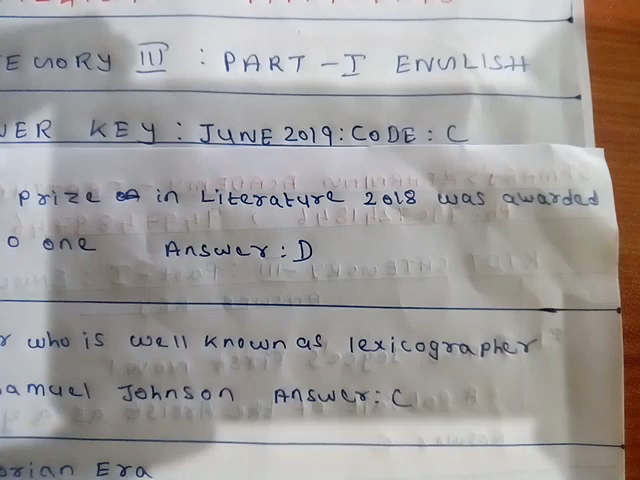 EGORY III : PART-I ENGLISH
WER KEY : JUNE 2019 : CODE : C
prize in Literature 2018 was awarded
o one Answer : D
r who is well known as lexicographer
amuel Johnson Answer : C
orian Era